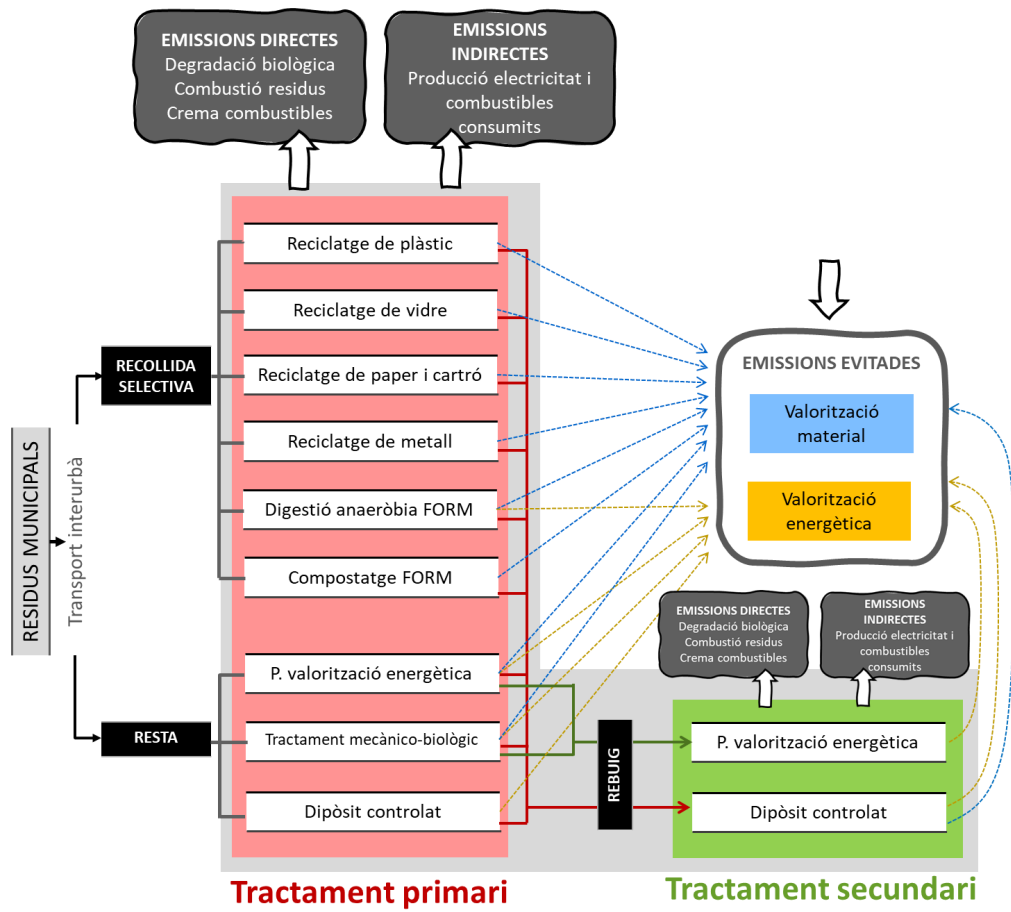 EMISSIONS DIRECTES
Degradació biològica
Combustió residus
Crema combustibles
EMISSIONS
INDIRECTES
Producció electricitat i
combustibles
consumits
RESIDUS MUNICIPALS
Transport interurbà
RECOLLIDA
SELECTIVA
RESTA
Reciclatge de plàstic
Reciclatge de vidre
Reciclatge de paper i cartró
Reciclatge de metall
Digestió anaeròbia FORM
Compostatge FORM
P. valorització energètica
Tractament mecànico-biològic
Dipòsit controlat
EMISSIONS EVITADES
Valorització
material
Valorització
energètica
EMISSIONS DIRECTES
Degradació biològica
Combustió residus
Crema combustibles
EMISSIONS
INDIRECTES
Producció electricitat i
combustibles
consumits
REBUIG
P. valorització energètica
Dipòsit controlat
Tractament primari
Tractament secundari